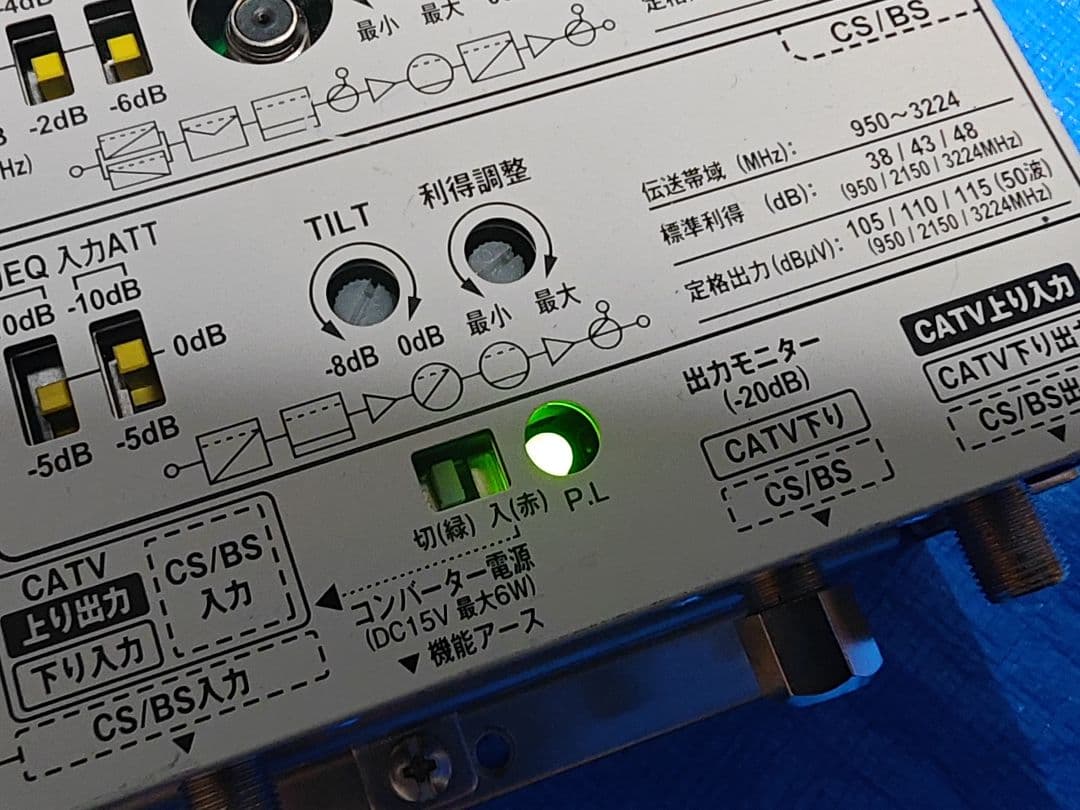 -4dB
-2dB
-6dB
Hz)
最小 最大
CS/BS
EQ 入力ATT
0dB
-10dB
0dB
-5dB
-5dB
TILT
-8dB 0dB
利得調整
最小 最大
伝送帯域 (MHz): 950~3224
標準利得 (dB): 38 / 43 / 48
(950 / 2150 / 3224MHz)
定格出力(dBμV): 105 / 110 / 115 (50波)
(950 / 2150 / 3224MHz)
出力モニター
(-20dB)
CATV下り
CS/BS
CATV上り入力
CATV下り出
CS/BS出
切(緑) 入(赤) P.L
コンバーター電源
(DC15V 最大6W)
▼ 機能アース
CATV
上り出力
下り入力
CS/BS
入力
CS/BS入力